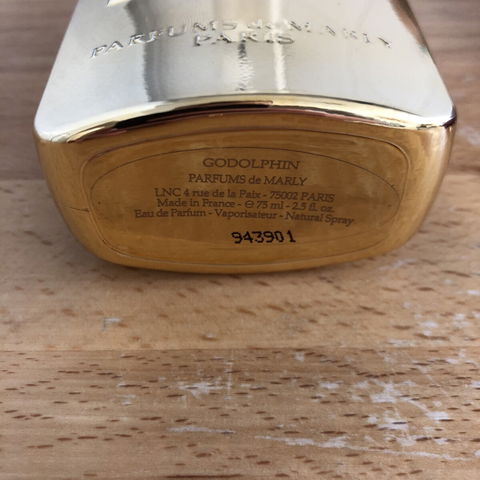 PARFUMS de MARLY
PARIS
GODOLPHIN
PARFUMS de MARLY
LNC 4 rue de la Paix - 75002 PARIS
Made in France - ℮ 75 ml - 2.5 fl. oz.
Eau de Parfum - Vaporisateur - Natural Spray
943901